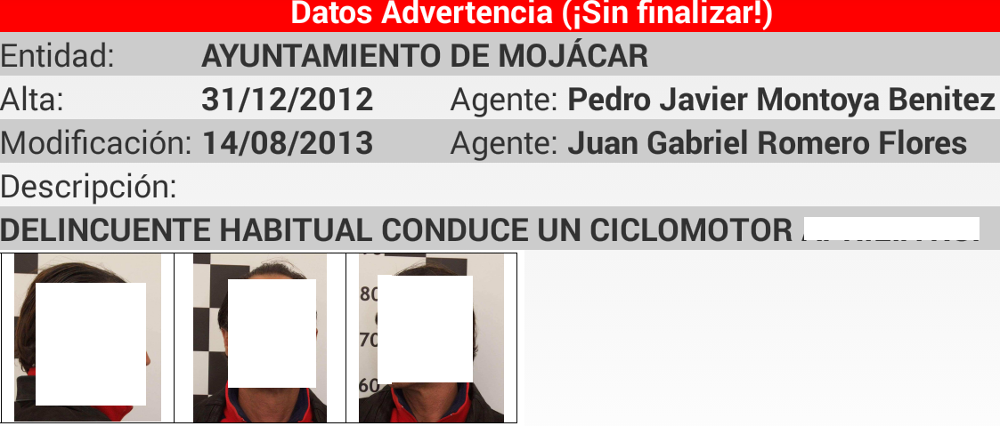 Datos Advertencia (¡Sin finalizar!)
Entidad: AYUNTAMIENTO DE MOJÁCAR
Alta: 31/12/2012 Agente: Pedro Javier Montoya Benitez
Modificación: 14/08/2013 Agente: Juan Gabriel Romero Flores
Descripción:
DELINCUENTE HABITUAL CONDUCE UN CICLOMOTOR
80
70
60